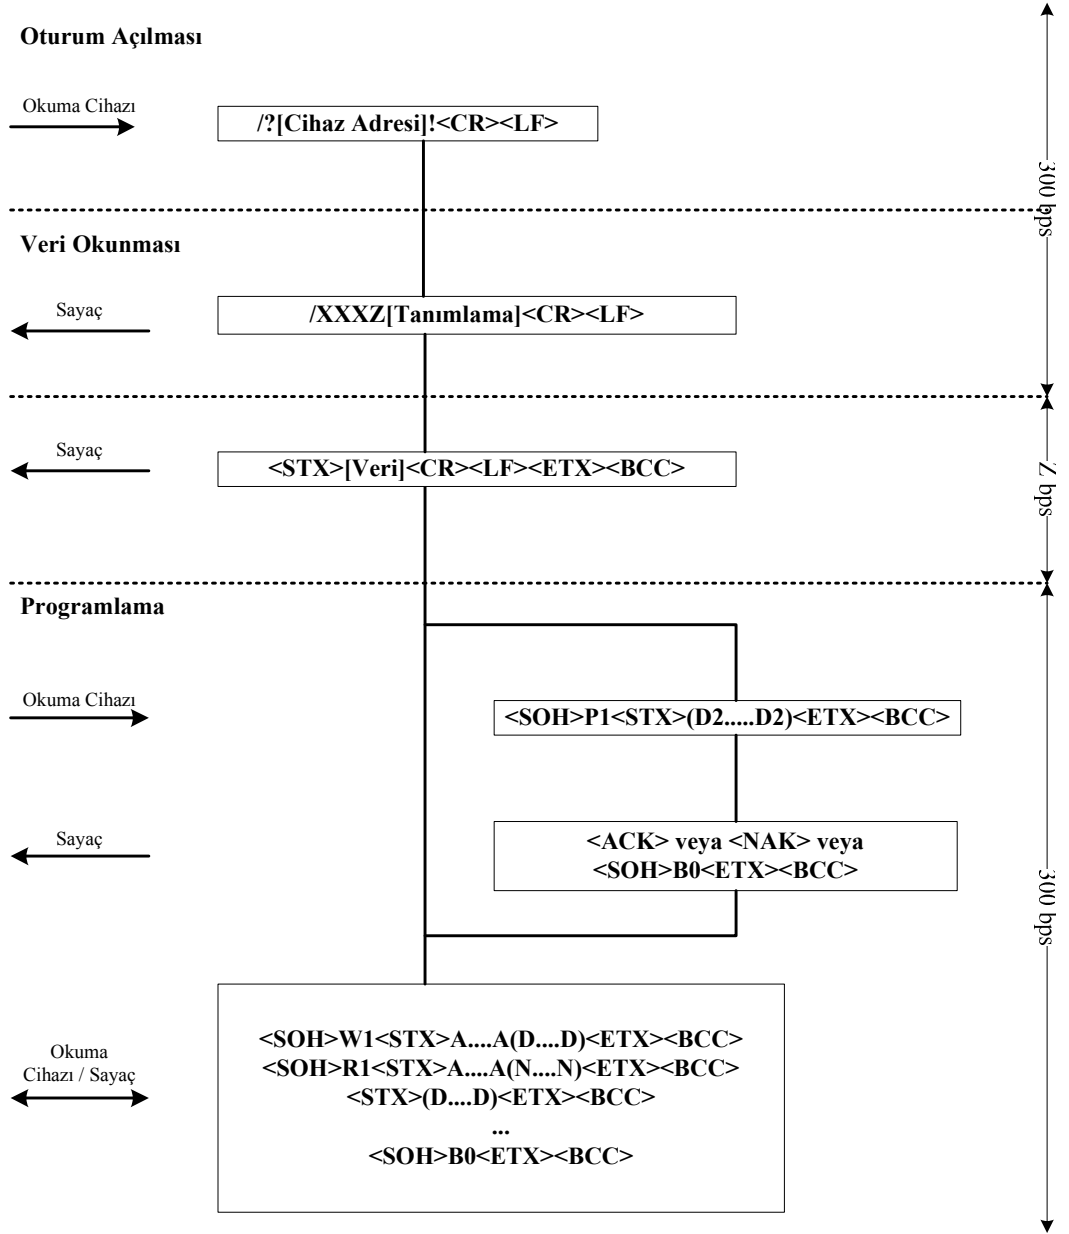 Oturum Açılması
Okuma Cihazı
/?[Cihaz Adresi]!<CR><LF>
300 bps
Veri Okunması
Sayaç
/XXXZ[Tanımlama]<CR><LF>
Sayaç
<STX>[Veri]<CR><LF><ETX><BCC>
Z bps
Programlama
Okuma Cihazı
<SOH>P1<STX>(D2.....D2)<ETX><BCC>
Sayaç
<ACK> veya <NAK> veya
<SOH>B0<ETX><BCC>
300 bps
Okuma
Cihazı / Sayaç
<SOH>W1<STX>A....A(D....D)<ETX><BCC>
<SOH>R1<STX>A....A(N....N)<ETX><BCC>
<STX>(D....D)<ETX><BCC>
...
<SOH>B0<ETX><BCC>